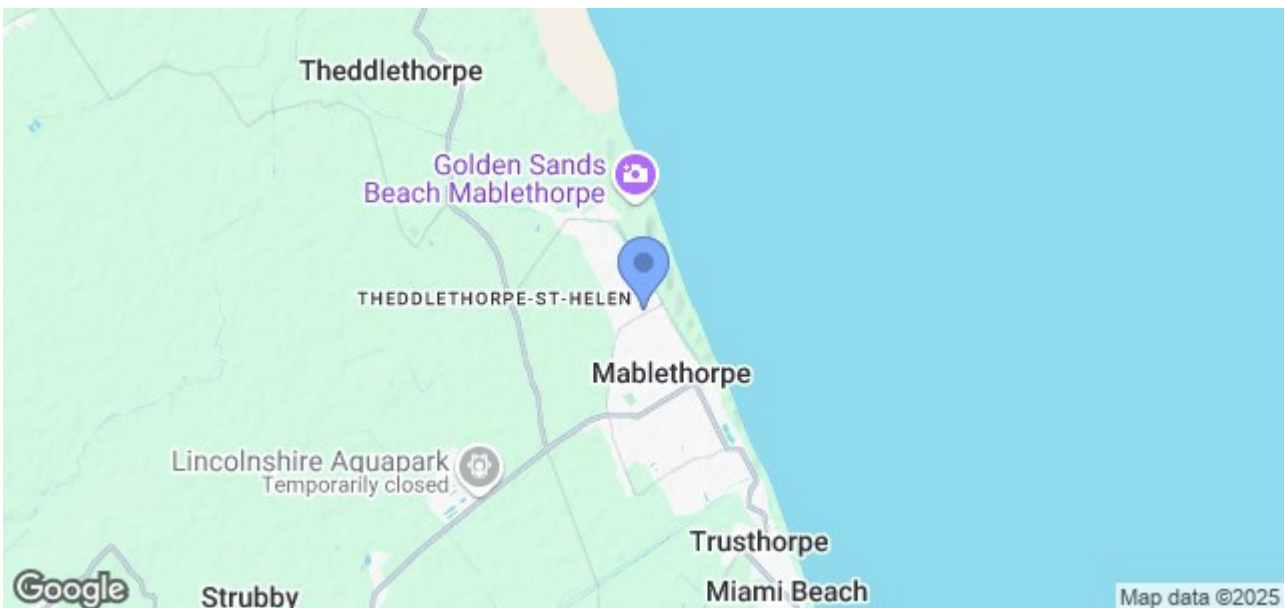 Theddlethorpe
Golden Sands
Beach Mablethorpe
THEDDLETHORPE-ST-HELEN
Mablethorpe
Lincolnshire Aquapark
Temporarily closed
Trusthorpe
Miami Beach
Strubby
Google
Map data ©2025